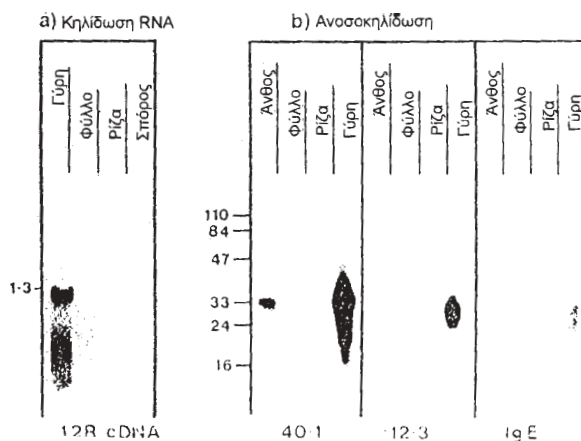 a) Κηλίδωση RNA
Γύρη
Φύλλο
Ρίζα
Σπόρος
1·3
12R cDNA
b) Ανοσοκηλίδωση
Άνθος
Φύλλο
Ρίζα
Γύρη
Άνθος
Φύλλο
Ρίζα
Γύρη
Άνθος
Φύλλο
Ρίζα
Γύρη
110
84
47
33
24
16
40·1
12·3
IgE